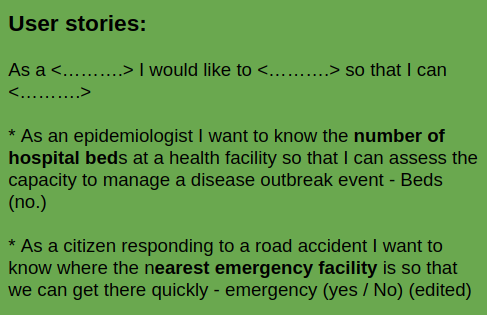 User stories:
As a <……….> I would like to <……….> so that I can
<……….>
* As an epidemiologist I want to know the number of
hospital beds at a health facility so that I can assess the
capacity to manage a disease outbreak event - Beds
(no.)
* As a citizen responding to a road accident I want to
know where the nearest emergency facility is so that
we can get there quickly - emergency (yes / No) (edited)